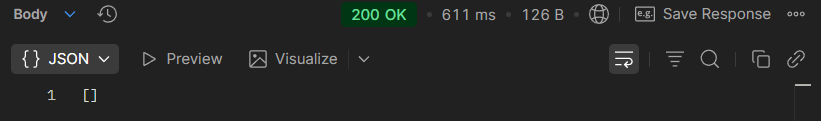 Body 200 OK • 611 ms • 126 B e.g. Save Response
{} JSON Preview Visualize
1 []